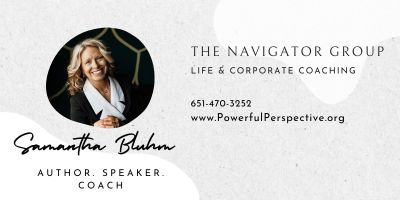 THE NAVIGATOR GROUP
LIFE & CORPORATE COACHING
651-470-3252
www.PowerfulPerspective.org
Samantha Bluhm
AUTHOR. SPEAKER.
COACH